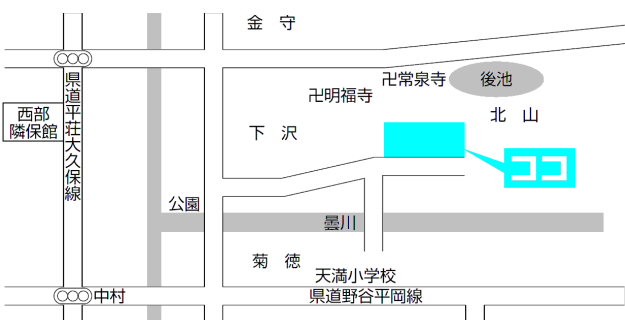 金 守
卍常泉寺
後池
県道平荘大久保線
卍明福寺
西部
隣保館
北 山
下 沢
ココ
公園
曇川
菊 徳
天満小学校
中村
県道野谷平岡線